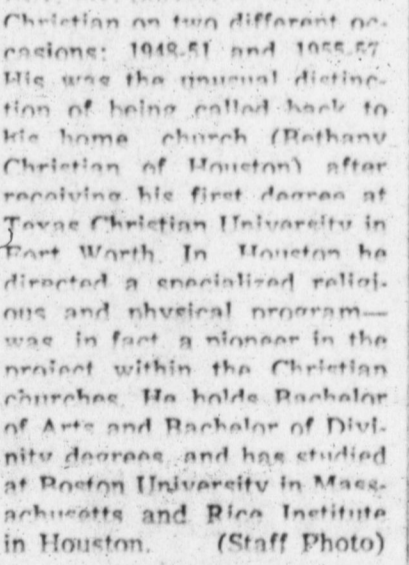 Christian on two different oc-
casions: 1948-51 and 1955-57.
His was the unusual distinc-
tion of being called back to
his home church (Bethany
Christian of Houston) after
receiving his first degree at
Texas Christian University in
Fort Worth. In Houston he
directed a specialized religi-
ous and physical program—
was, in fact, a pioneer in the
project within the Christian
churches. He holds Bachelor
of Arts and Bachelor of Divi-
nity degrees, and has studied
at Boston University in Mass-
achusetts and Rice Institute
in Houston. (Staff Photo)